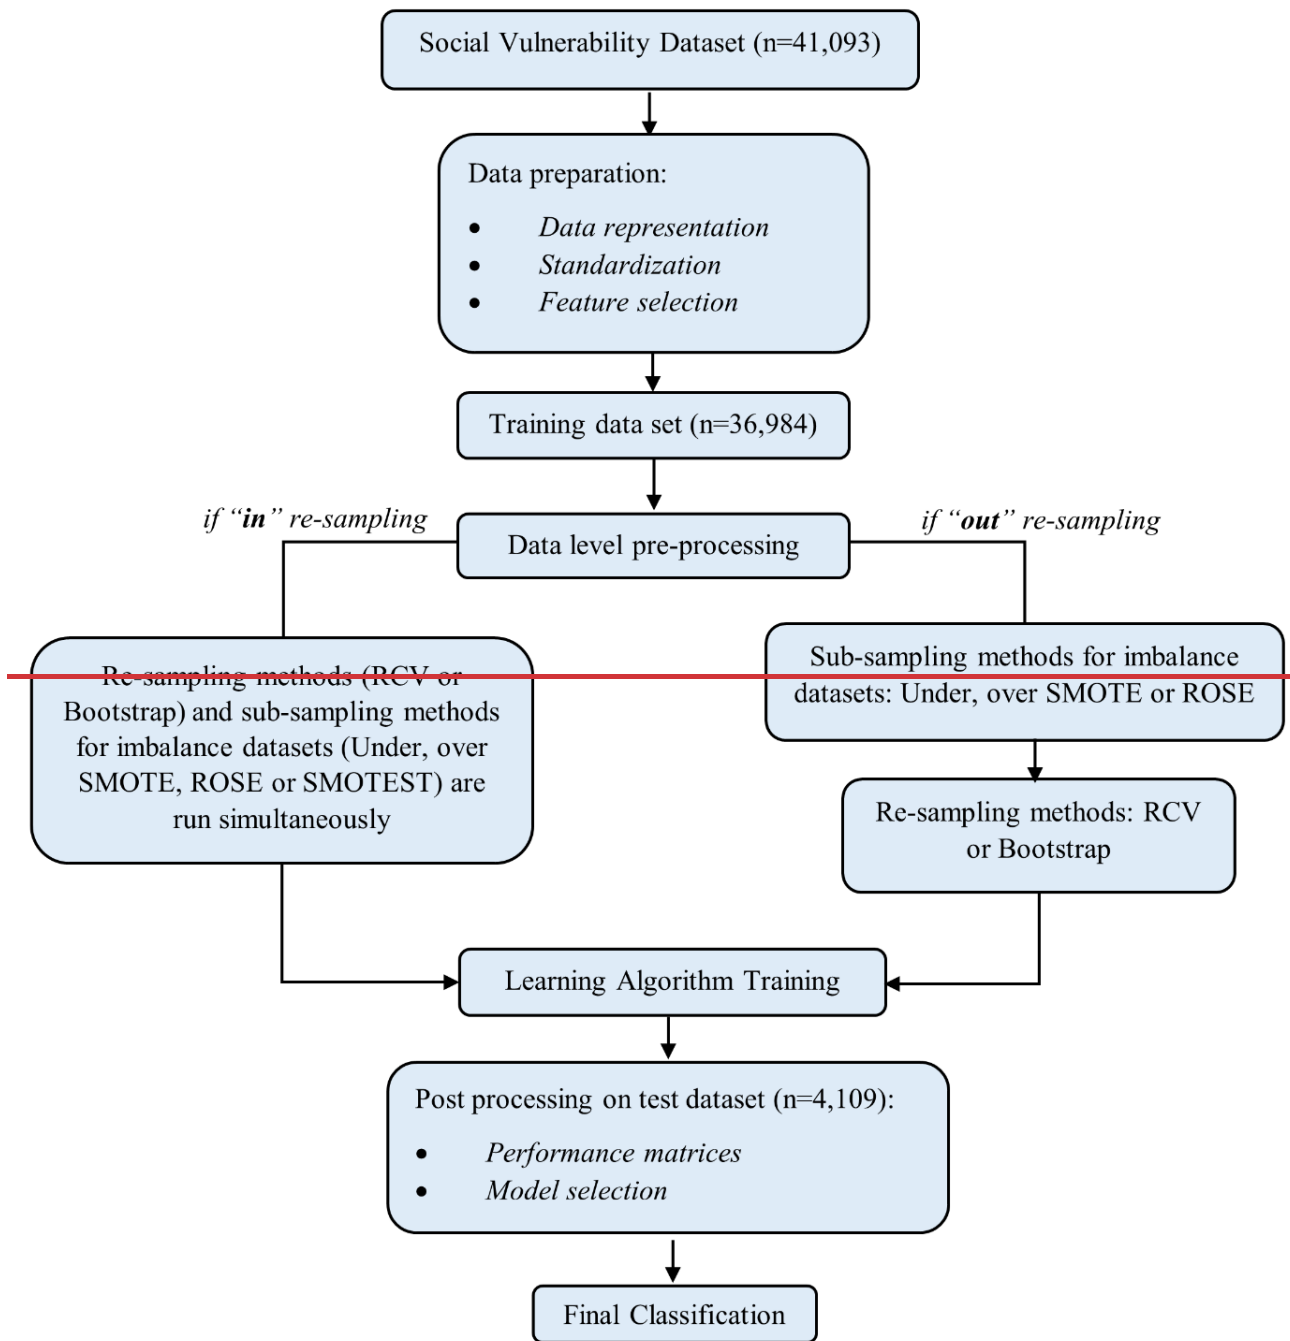 Social Vulnerability Dataset (n=41,093)
Data preparation:
• Data representation
• Standardization
• Feature selection
Training data set (n=36,984)
if “in” re-sampling
if “out” re-sampling
Data level pre-processing
Re-sampling methods (RCV or
Bootstrap) and sub-sampling methods
for imbalance datasets (Under, over
SMOTE, ROSE or SMOTEST) are
run simultaneously
Sub-sampling methods for imbalance
datasets: Under, over SMOTE or ROSE
Re-sampling methods: RCV
or Bootstrap
Learning Algorithm Training
Post processing on test dataset (n=4,109):
• Performance matrices
• Model selection
Final Classification